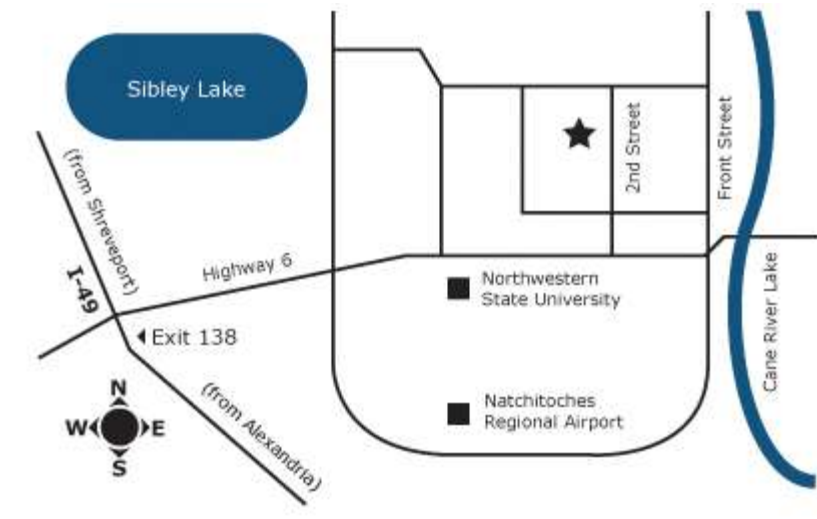 Sibley Lake
(from Shreveport)
I-49
Highway 6
Exit 138
(from Alexandria)
N
W
E
S
2nd Street
Front Street
Cane River Lake
Northwestern
State University
Natchitoches
Regional Airport